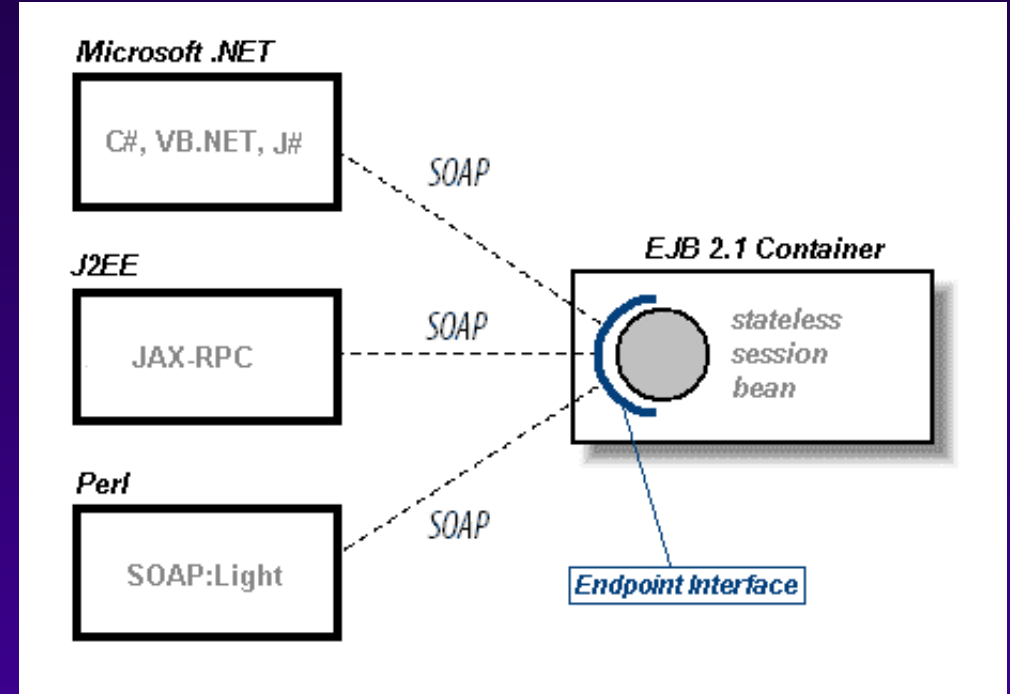 Microsoft .NET
C#, VB.NET, J#
SOAP
J2EE
JAX-RPC
SOAP
EJB 2.1 Container
stateless
session
bean
Perl
SOAP:Light
SOAP
Endpoint Interface